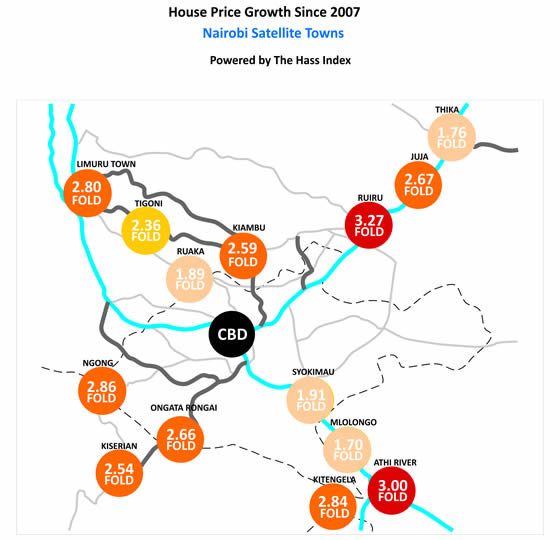 House Price Growth Since 2007
Nairobi Satellite Towns
Powered by The Hass Index
THIKA
1.76
FOLD
JUJA
2.67
FOLD
LIMURU TOWN
2.80
FOLD
TIGONI
2.36
FOLD
RUIRU
3.27
FOLD
KIAMBU
2.59
FOLD
RUAKA
1.89
FOLD
CBD
NGONG
2.86
FOLD
SYOKIMAU
1.91
FOLD
ONGATA RONGAI
2.66
FOLD
MLOLONGO
1.70
FOLD
KISERIAN
2.54
FOLD
ATHI RIVER
3.00
FOLD
KITENGELA
2.84
FOLD